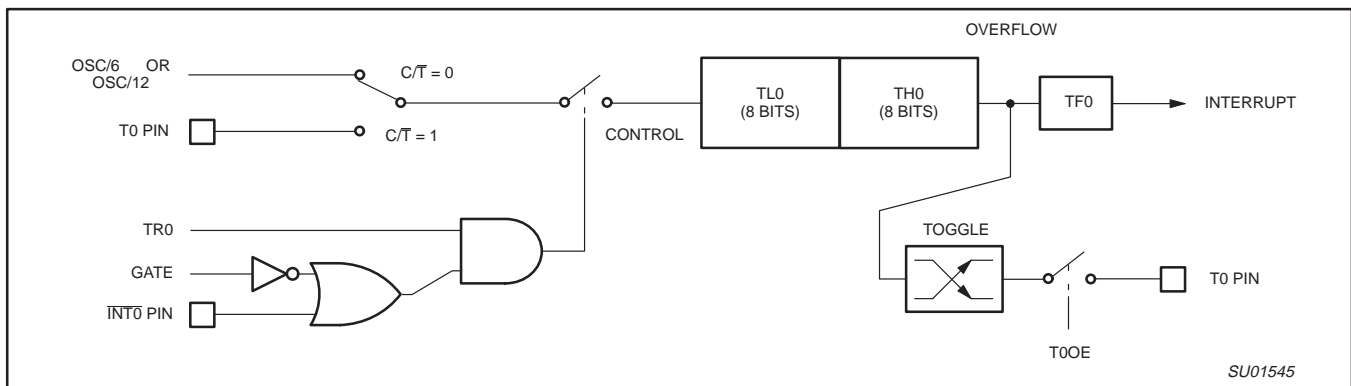 OVERFLOW
OSC/6 OR
OSC/12
C/T̅ = 0
TL0
(8 BITS)
TH0
(8 BITS)
TF0
INTERRUPT
T0 PIN
C/T̅ = 1
CONTROL
TR0
TOGGLE
GATE
T0 PIN
I̅N̅T̅0̅ PIN
T0OE
SU01545